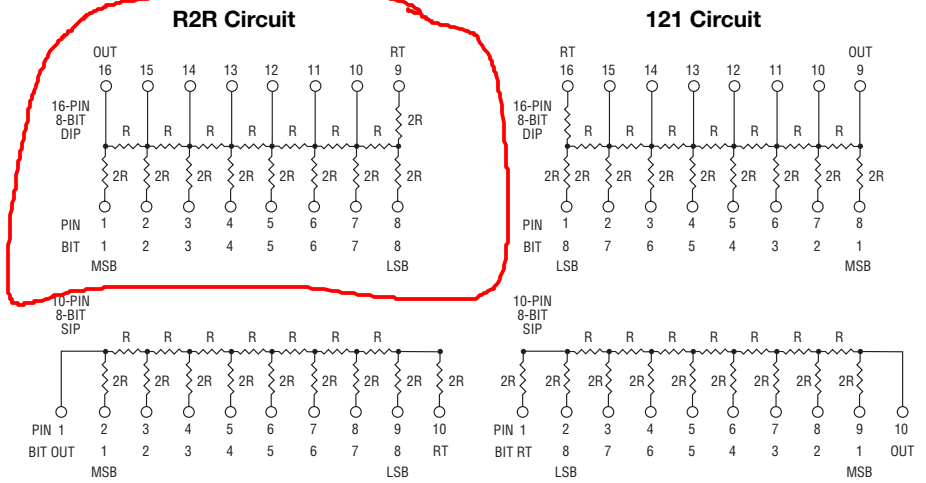 R2R Circuit
OUT RT
16 15 14 13 12 11 10 9
16-PIN
8-BIT
DIP
2R
R R R R R R R
2R 2R 2R 2R 2R 2R 2R 2R
PIN 1 2 3 4 5 6 7 8
BIT 1 2 3 4 5 6 7 8
MSB LSB
121 Circuit
RT OUT
16 15 14 13 12 11 10 9
16-PIN
8-BIT
DIP
R R R R R R R
2R 2R 2R 2R 2R 2R 2R 2R
PIN 1 2 3 4 5 6 7 8
BIT 8 7 6 5 4 3 2 1
LSB MSB
10-PIN
8-BIT
SIP
R R R R R R R
2R 2R 2R 2R 2R 2R 2R 2R 2R
PIN 1 2 3 4 5 6 7 8 9 10
BIT OUT 1 2 3 4 5 6 7 8 RT
MSB LSB
10-PIN
8-BIT
SIP
R R R R R R R
2R 2R 2R 2R 2R 2R 2R 2R 2R
PIN 1 2 3 4 5 6 7 8 9 10
BIT RT 8 7 6 5 4 3 2 1 OUT
LSB MSB